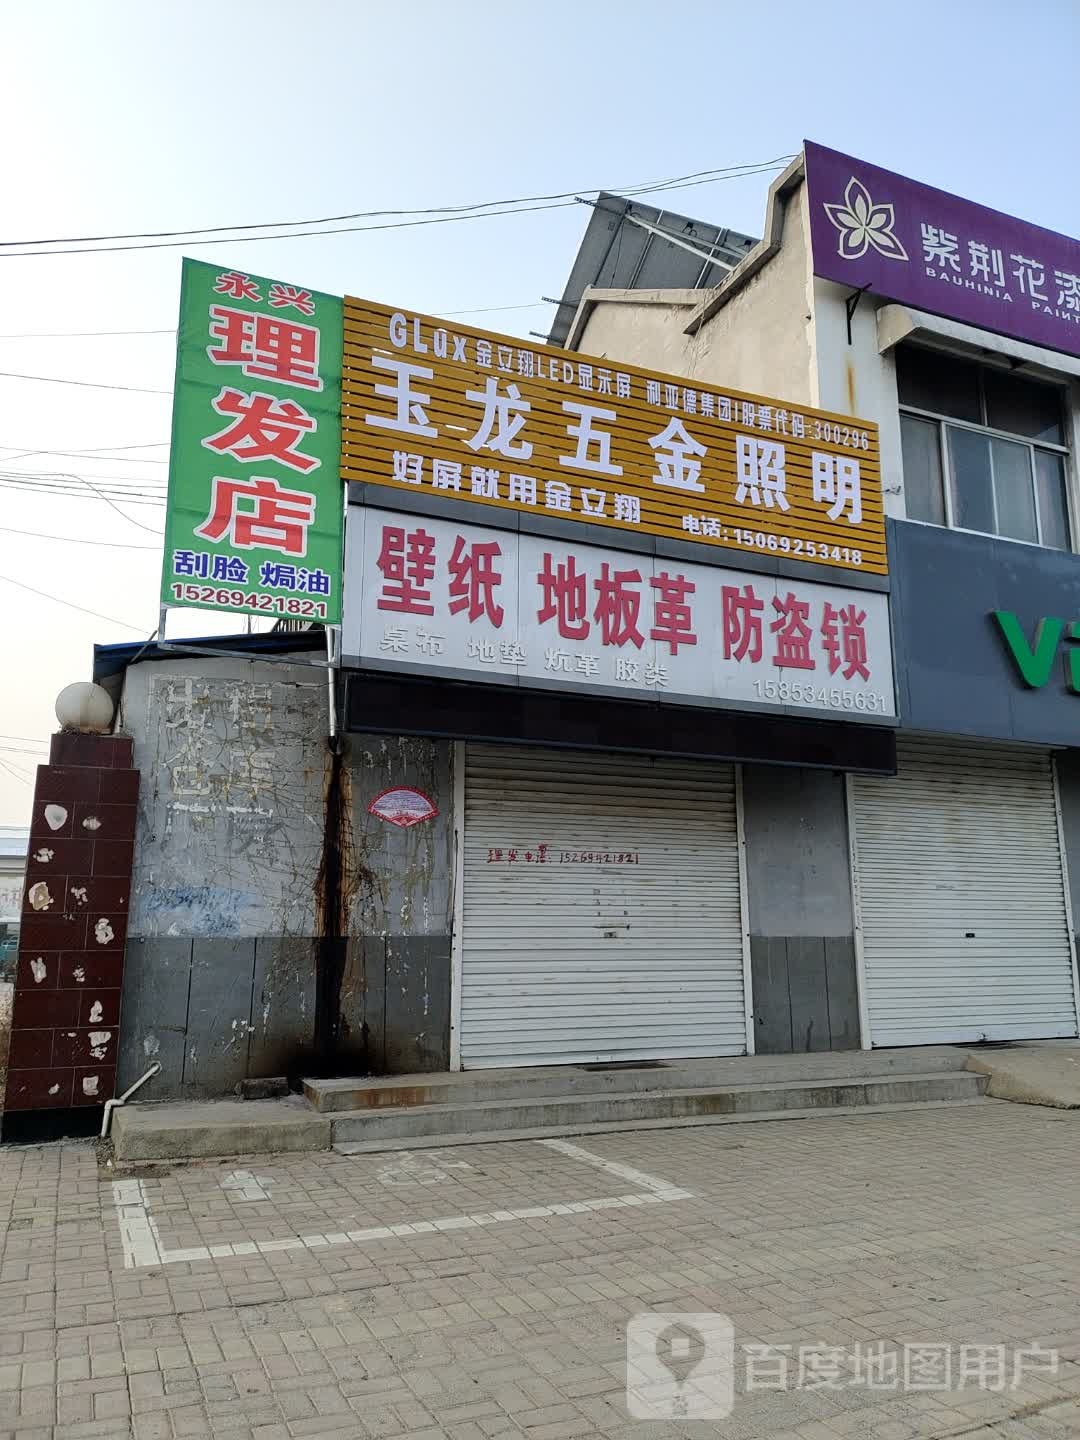 永兴
理发店
刮脸 焗油
15269421821
GLux 金立翔LED显示屏 利亚德集团|股票代码:300296
玉龙五金照明
好屏就用金立翔 电话:15069253418
壁纸 地板革 防盗锁
桌布 地垫 炕革 胶类 15853455631
紫荆花漆
BAUHINIA PAINT
Vi
理发电话:15269421821
出租
百度地图用户